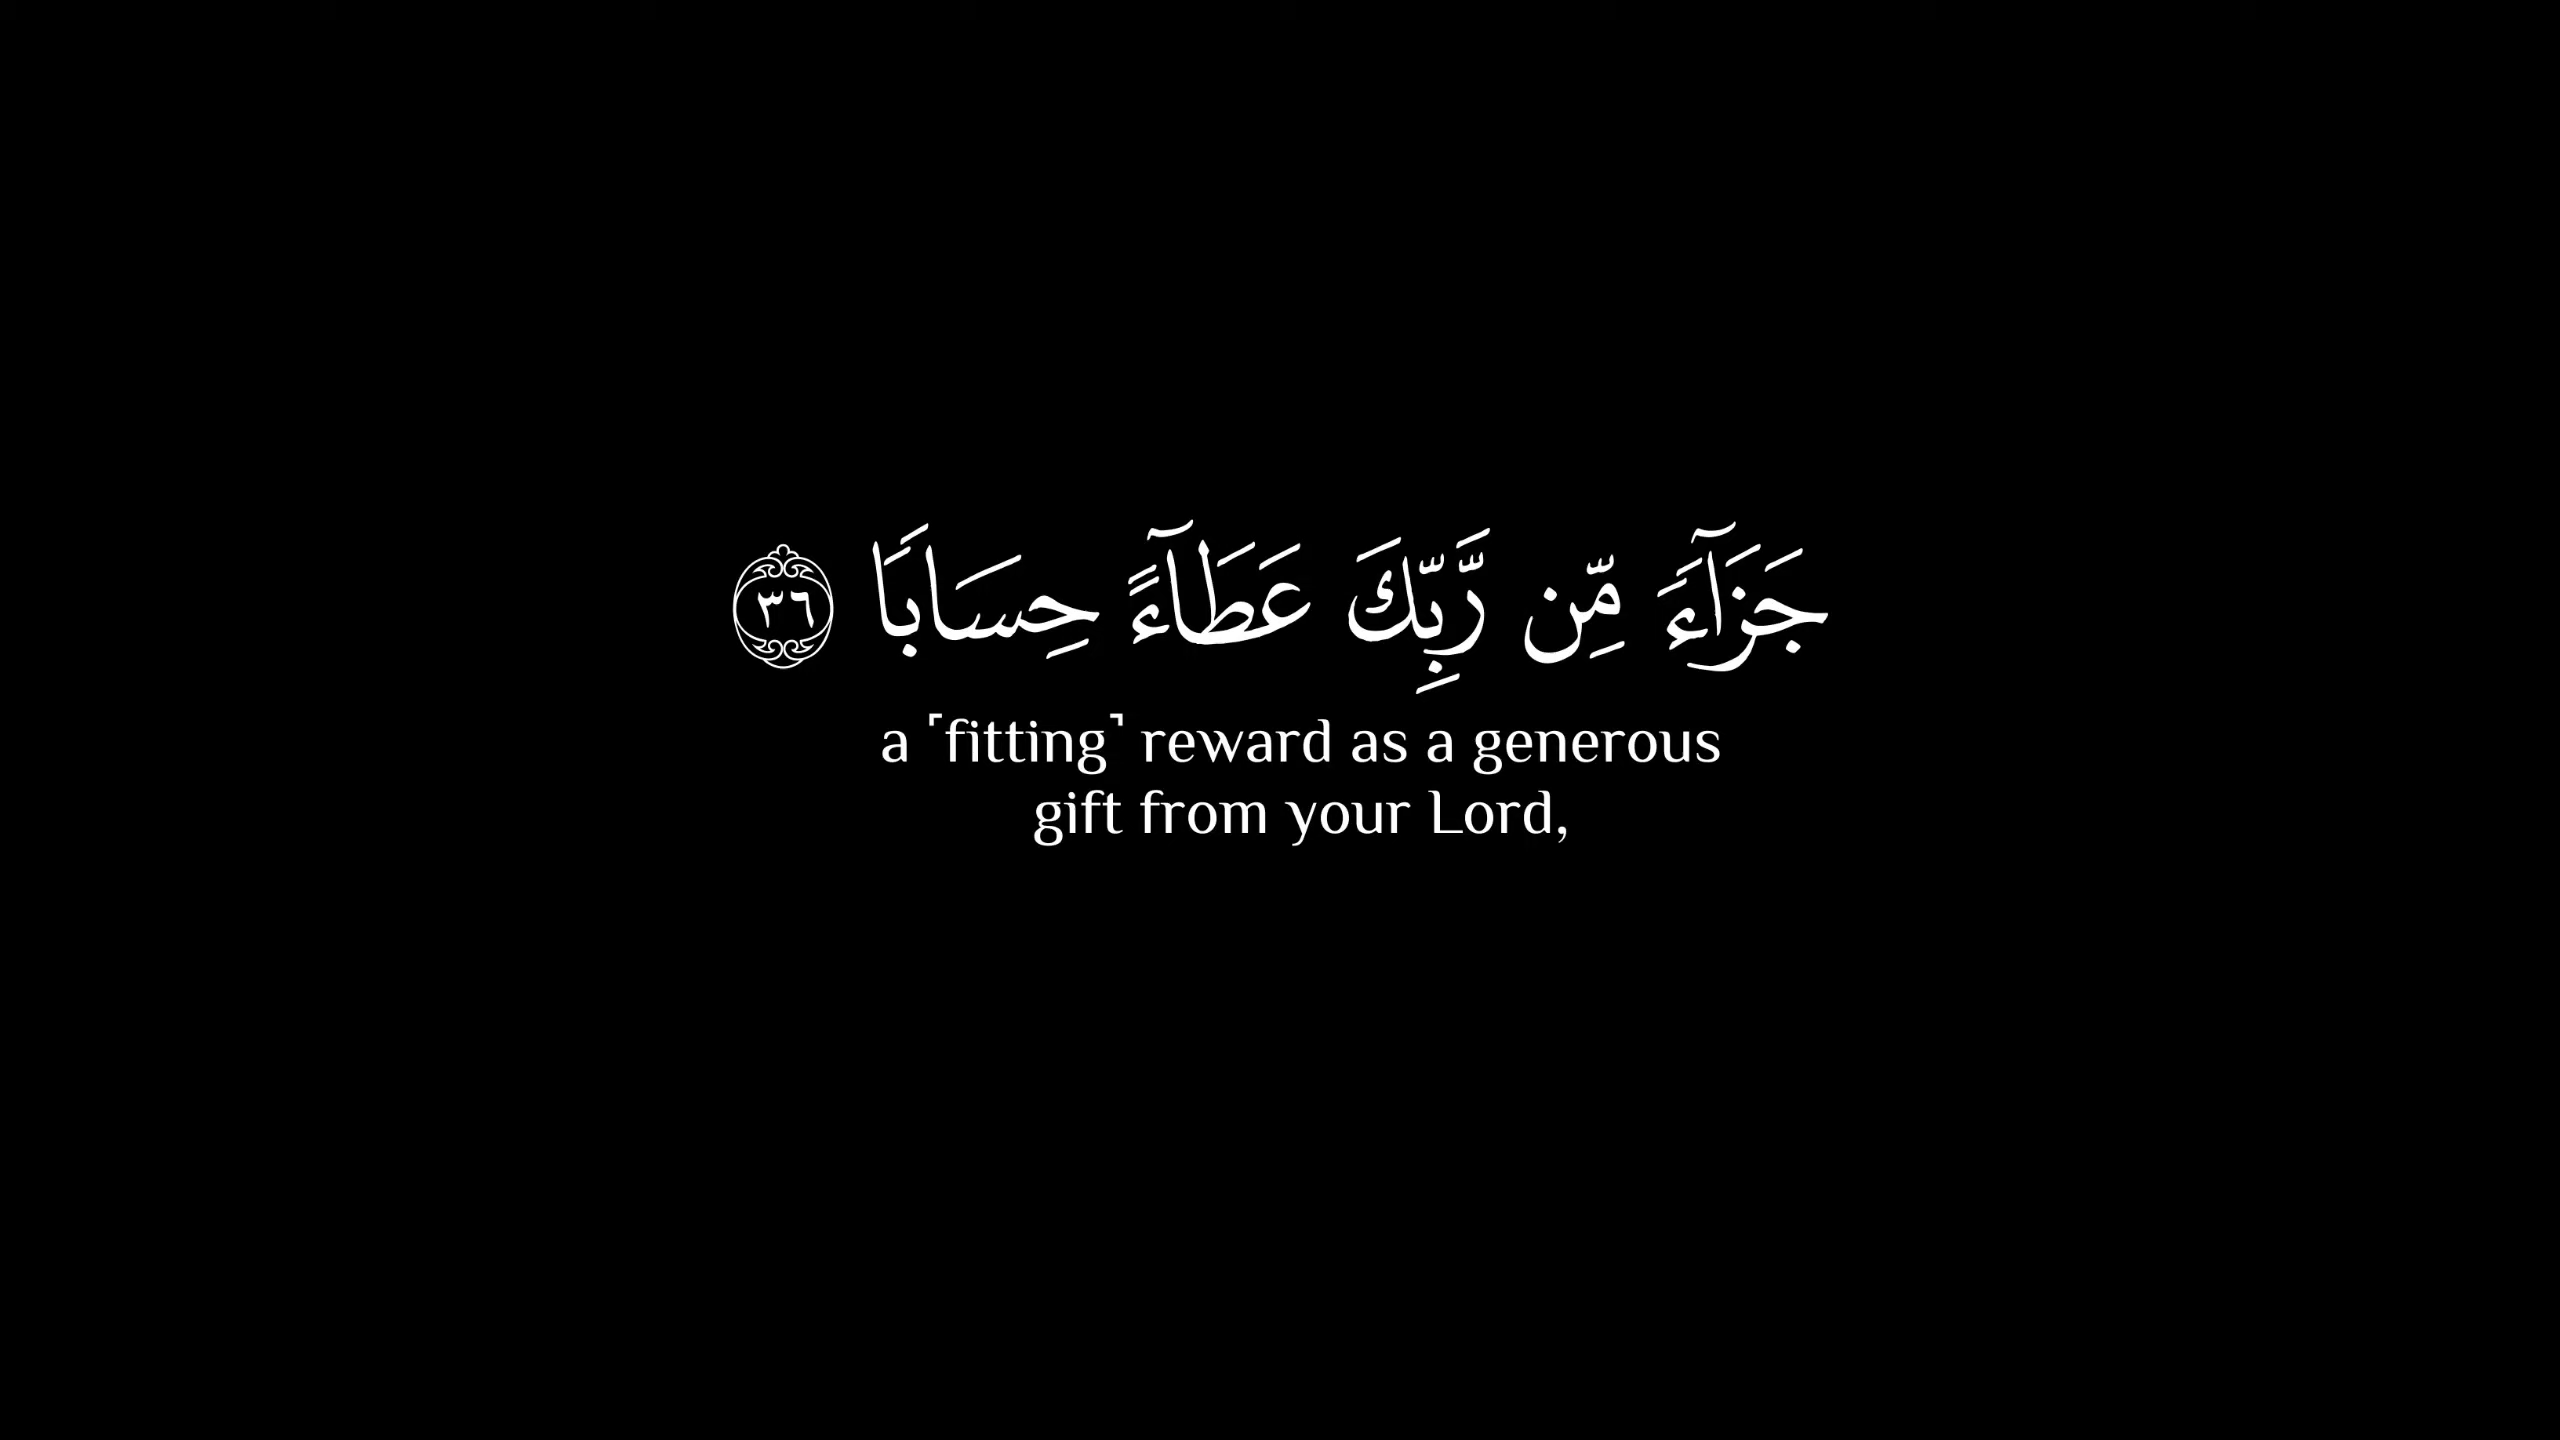 جَزَآءَۭ مِّن رَّبِّكَ عَطَآءً حِسَابًا ٣٦
a ˹fitting˺ reward as a generous
gift from your Lord,